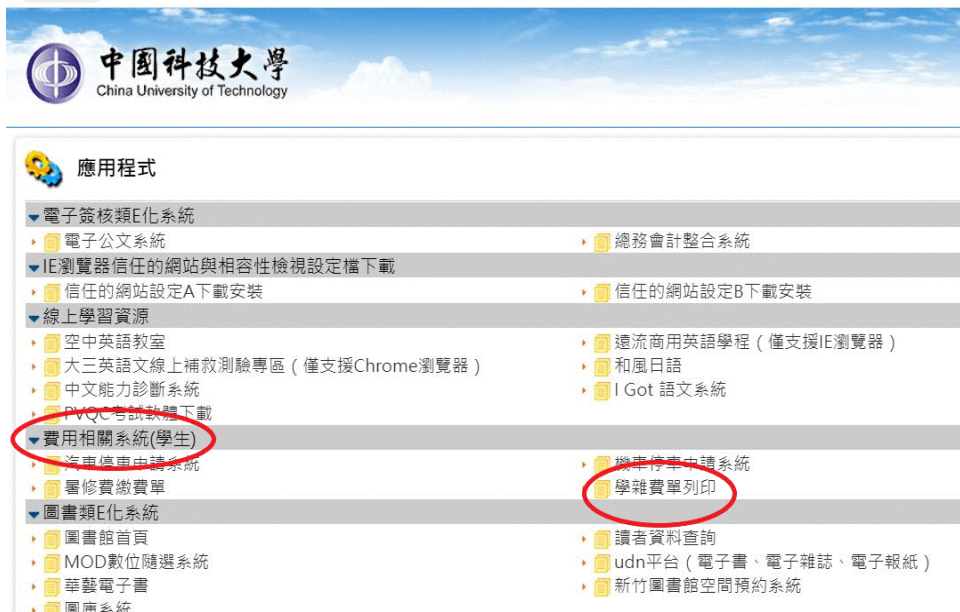 中國科技大學
China University of Technology
應用程式
電子簽核類E化系統
電子公文系統
總務會計整合系統
IE瀏覽器信任的網站與相容性檢視設定檔下載
信任的網站設定A下載安裝
信任的網站設定B下載安裝
線上學習資源
空中英語教室
遠流商用英語學程（僅支援IE瀏覽器）
大三英語文線上補救測驗專區（僅支援Chrome瀏覽器）
和風日語
中文能力診斷系統
I Got 語文系統
PVQC考試軟體下載
費用相關系統(學生)
汽車停車申請系統
機車停車申請系統
暑修費繳費單
學雜費單列印
圖書類E化系統
圖書館首頁
讀者資料查詢
MOD數位隨選系統
udn平台（電子書、電子雜誌、電子報紙）
華藝電子書
新竹圖書館空間預約系統
圖庫系統